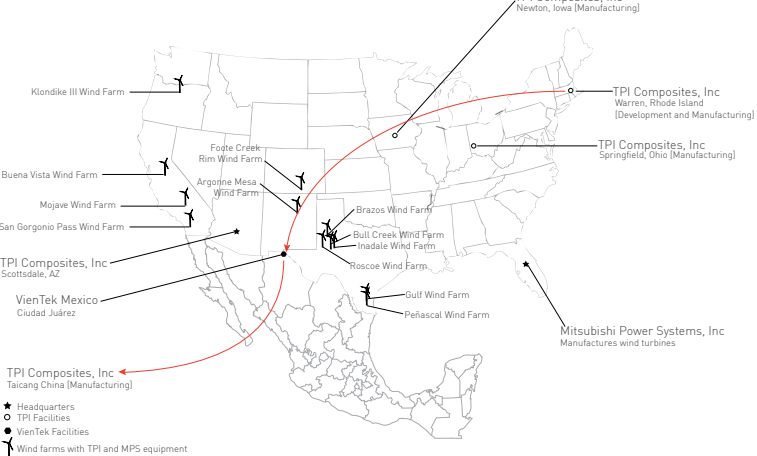 Newton, Iowa [Manufacturing]
TPI Composites, Inc
Warren, Rhode Island
[Development and Manufacturing]
Klondike III Wind Farm
TPI Composites, Inc
Springfield, Ohio [Manufacturing]
Foote Creek
Rim Wind Farm
Buena Vista Wind Farm
Argonne Mesa
Wind Farm
Mojave Wind Farm
Brazos Wind Farm
San Gorgonio Pass Wind Farm
Bull Creek Wind Farm
Inadale Wind Farm
TPI Composites, Inc
Scottsdale, AZ
Roscoe Wind Farm
VienTek Mexico
Ciudad Juárez
Gulf Wind Farm
Peñascal Wind Farm
Mitsubishi Power Systems, Inc
Manufactures wind turbines
TPI Composites, Inc
Taicang China [Manufacturing]
Headquarters
TPI Facilities
VienTek Facilities
Wind farms with TPI and MPS equipment